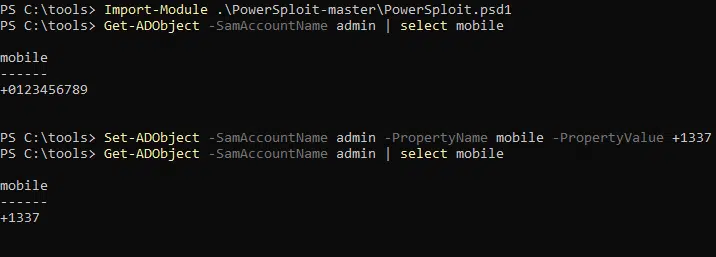 PS C:\tools> Import-Module .\PowerSploit-master\PowerSploit.psd1
PS C:\tools> Get-ADObject -SamAccountName admin | select mobile
mobile
------
+0123456789
PS C:\tools> Set-ADObject -SamAccountName admin -PropertyName mobile -PropertyValue +1337
PS C:\tools> Get-ADObject -SamAccountName admin | select mobile
mobile
------
+1337